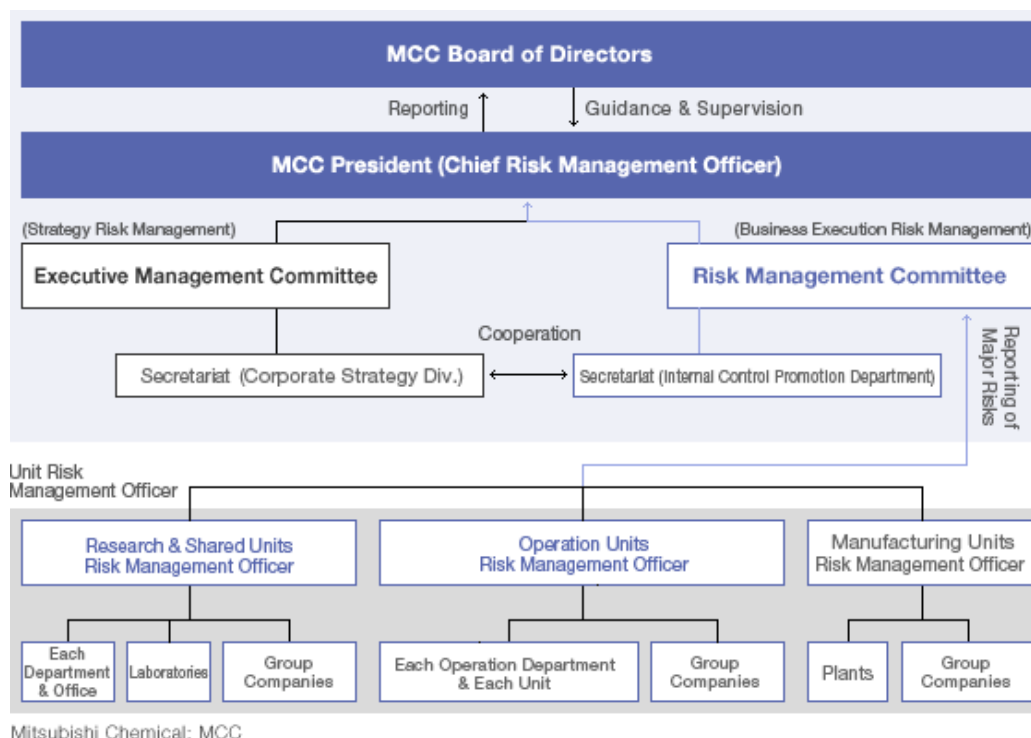 MCC Board of Directors
Reporting
Guidance & Supervision
MCC President (Chief Risk Management Officer)
(Strategy Risk Management)
(Business Execution Risk Management)
Executive Management Committee
Risk Management Committee
Cooperation
Secretariat (Corporate Strategy Div.)
Secretariat (Internal Control Promotion Department)
Reporting of
Major Risks
Unit Risk
Management Officer
Research & Shared Units
Risk Management Officer
Operation Units
Risk Management Officer
Manufacturing Units
Risk Management Officer
Each
Department
& Office
Laboratories
Group
Companies
Each Operation Department
& Each Unit
Group
Companies
Plants
Group
Companies
Mitsubishi Chemical: MCC